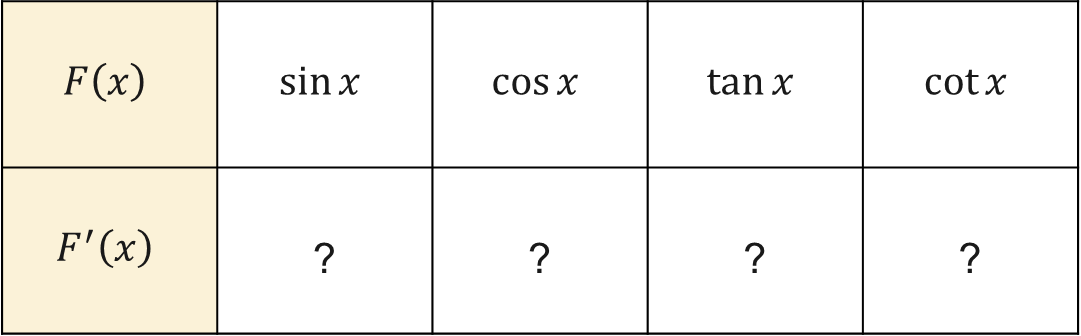 F(x) sin x cos x tan x cot x
F′(x) ? ? ? ?